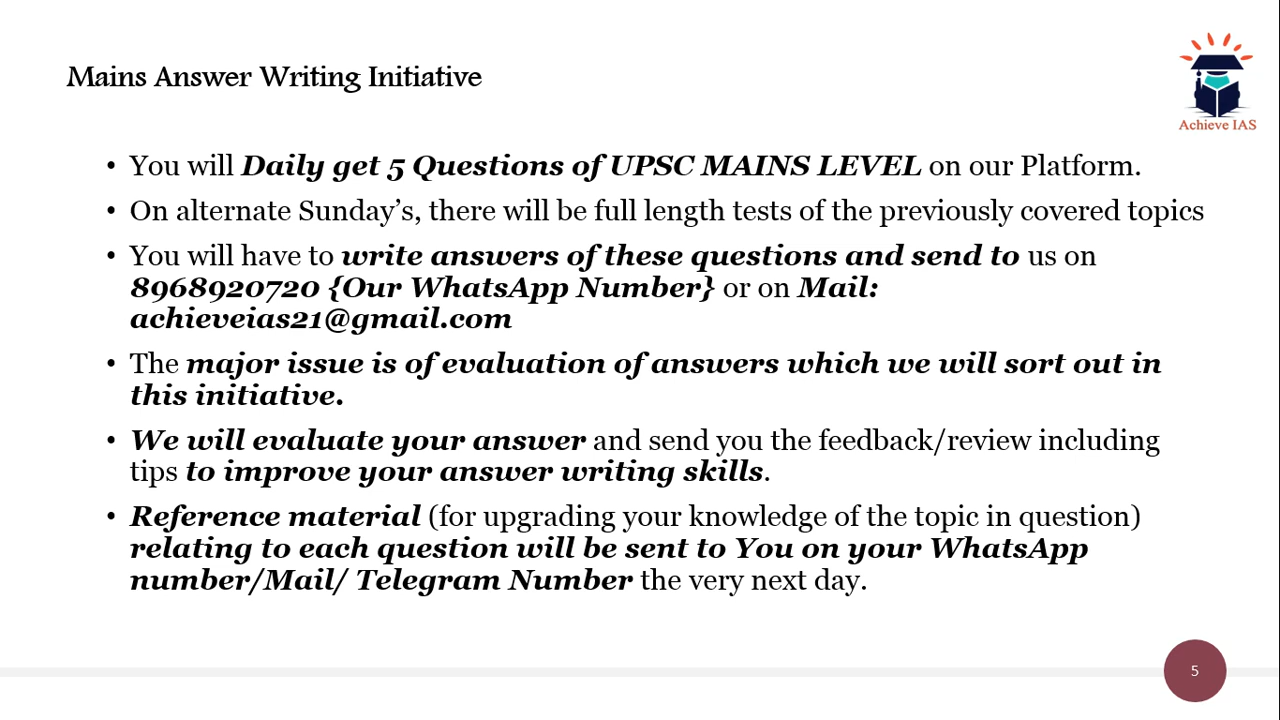 Mains Answer Writing Initiative
Achieve IAS
• You will Daily get 5 Questions of UPSC MAINS LEVEL on our Platform.
• On alternate Sunday's, there will be full length tests of the previously covered topics
• You will have to write answers of these questions and send to us on
8968920720 {Our WhatsApp Number} or on Mail:
achieveias21@gmail.com
• The major issue is of evaluation of answers which we will sort out in
this initiative.
• We will evaluate your answer and send you the feedback/review including
tips to improve your answer writing skills.
• Reference material (for upgrading your knowledge of the topic in question)
relating to each question will be sent to You on your WhatsApp
number/Mail/ Telegram Number the very next day.
5